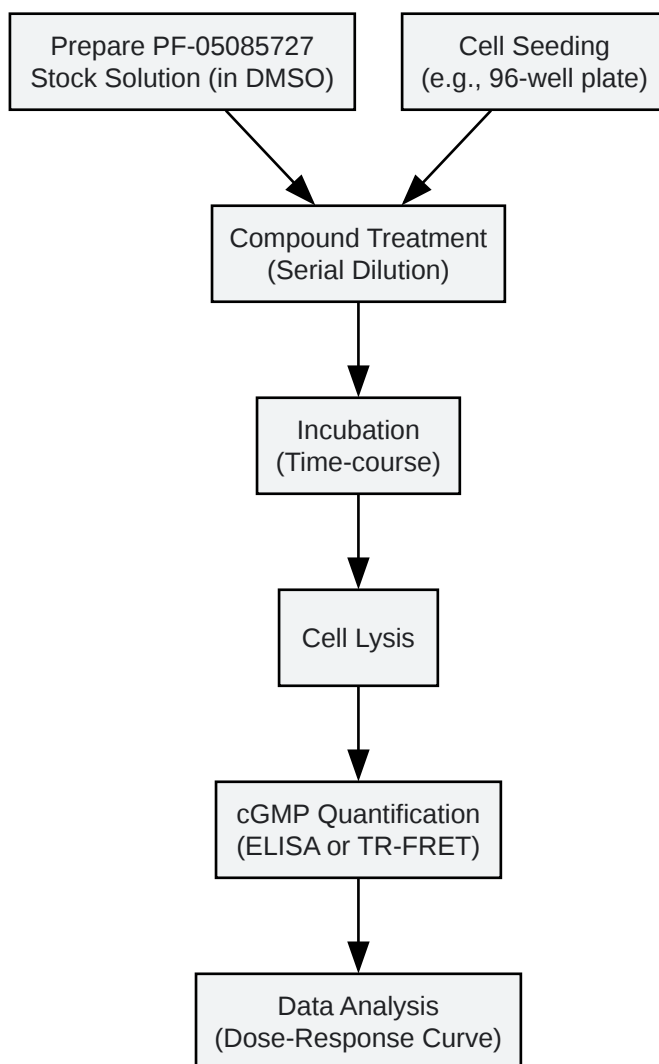 Prepare PF-05085727
Stock Solution (in DMSO)
Cell Seeding
(e.g., 96-well plate)
Compound Treatment
(Serial Dilution)
Incubation
(Time-course)
Cell Lysis
cGMP Quantification
(ELISA or TR-FRET)
Data Analysis
(Dose-Response Curve)